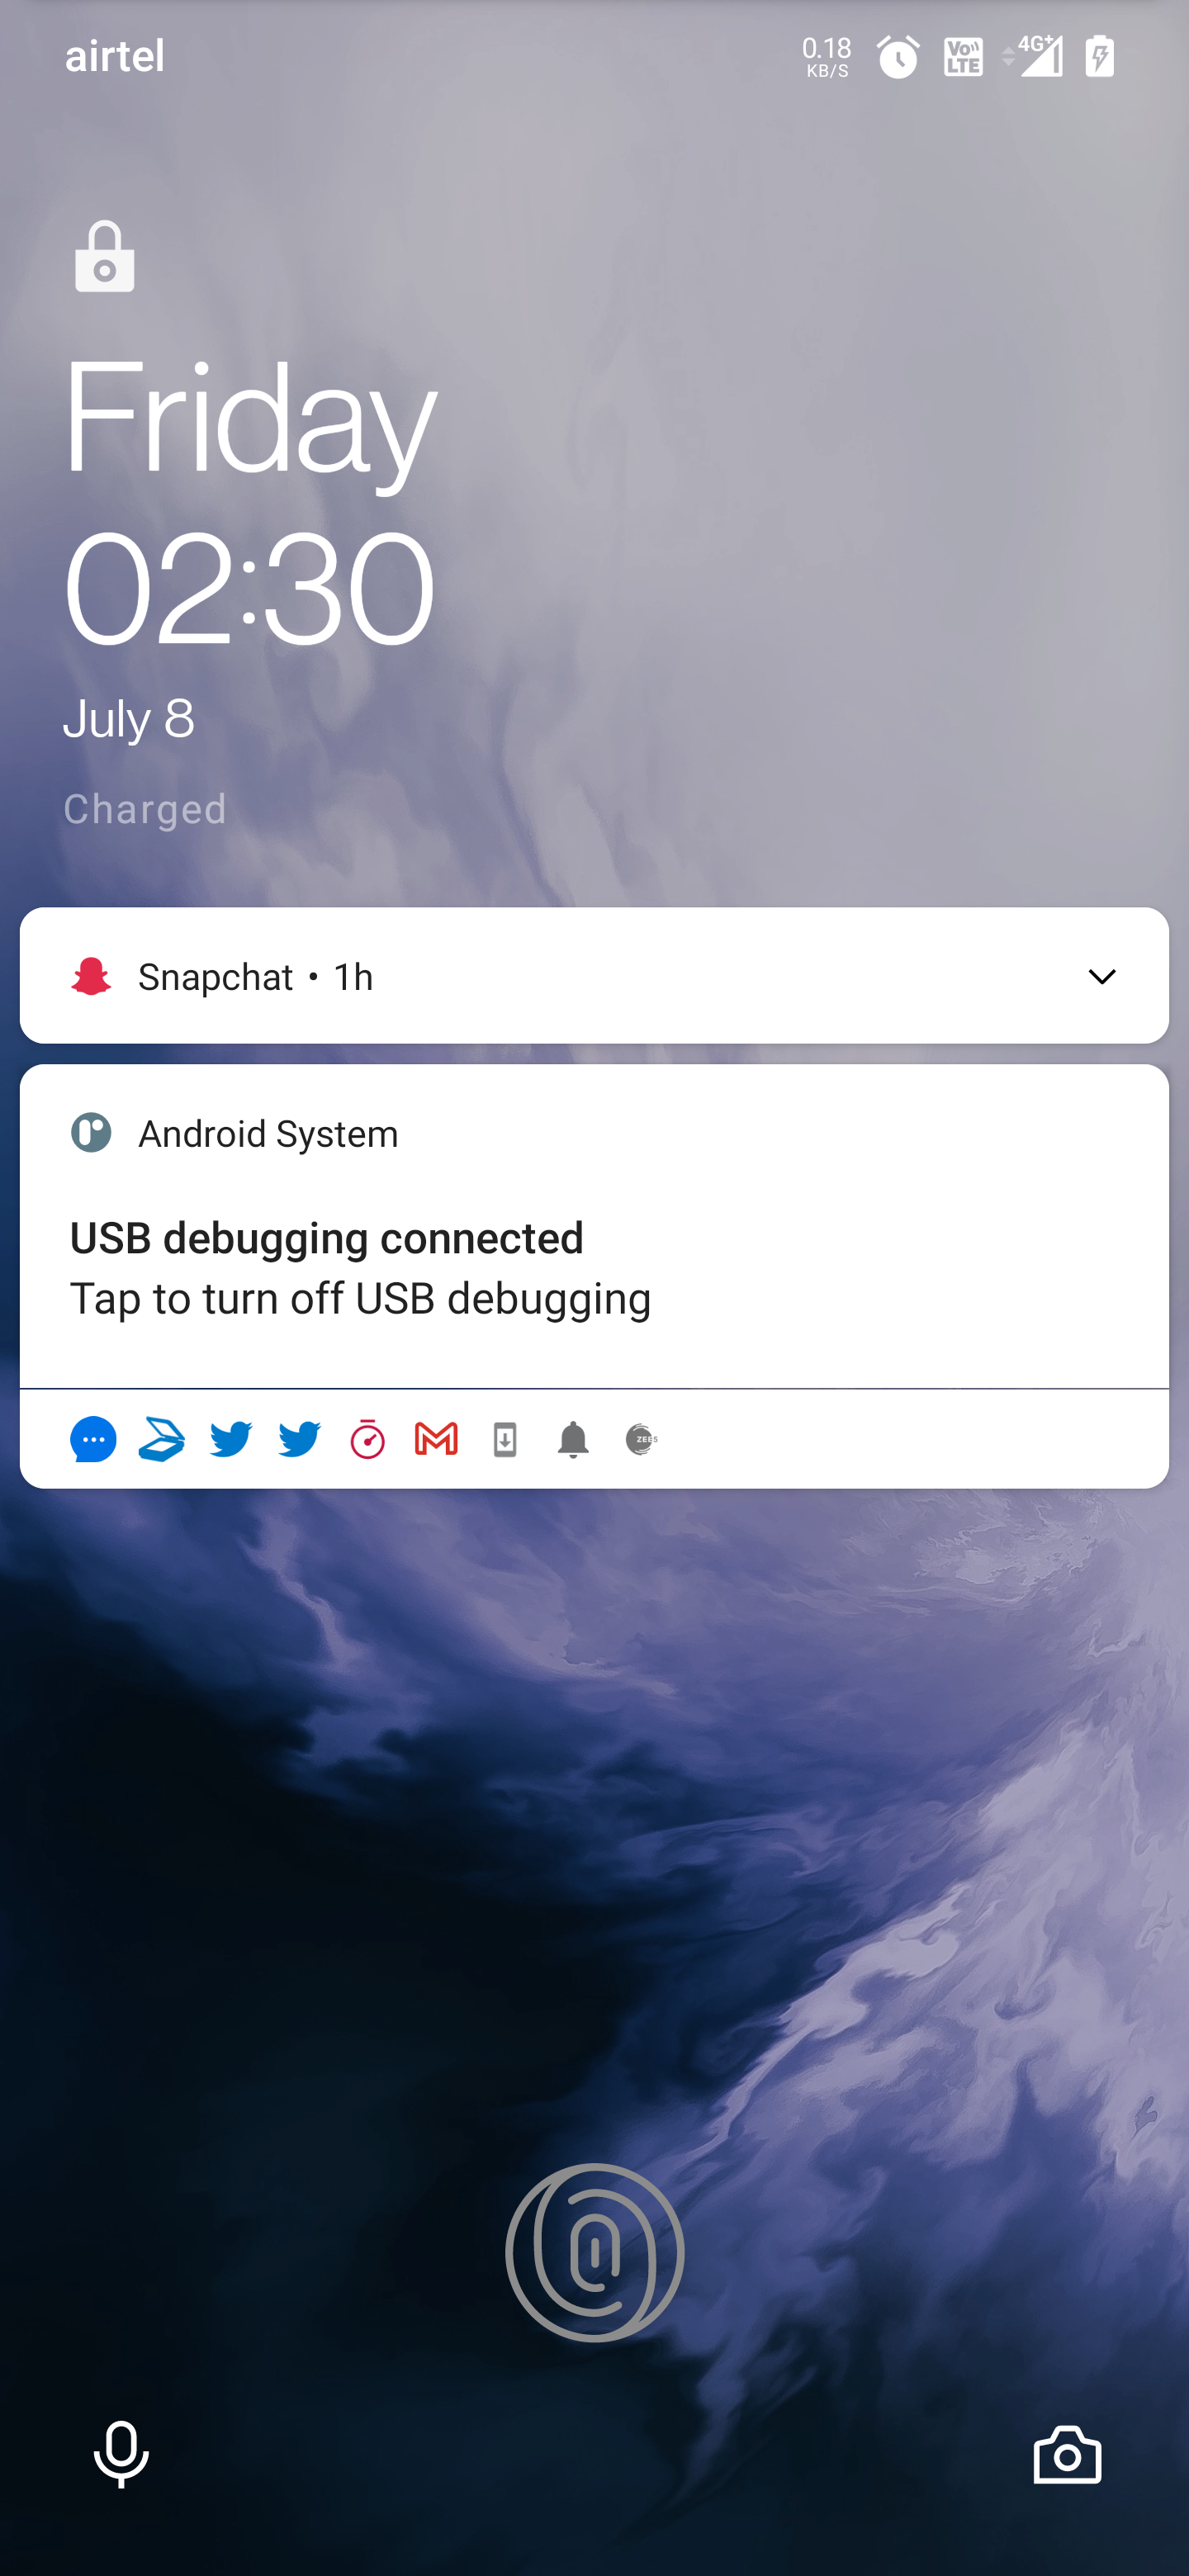 airtel
0.18
KB/S
Vo LTE
4G+
Friday
02:30
July 8
Charged
Snapchat • 1h
Android System
USB debugging connected
Tap to turn off USB debugging
ZEE5